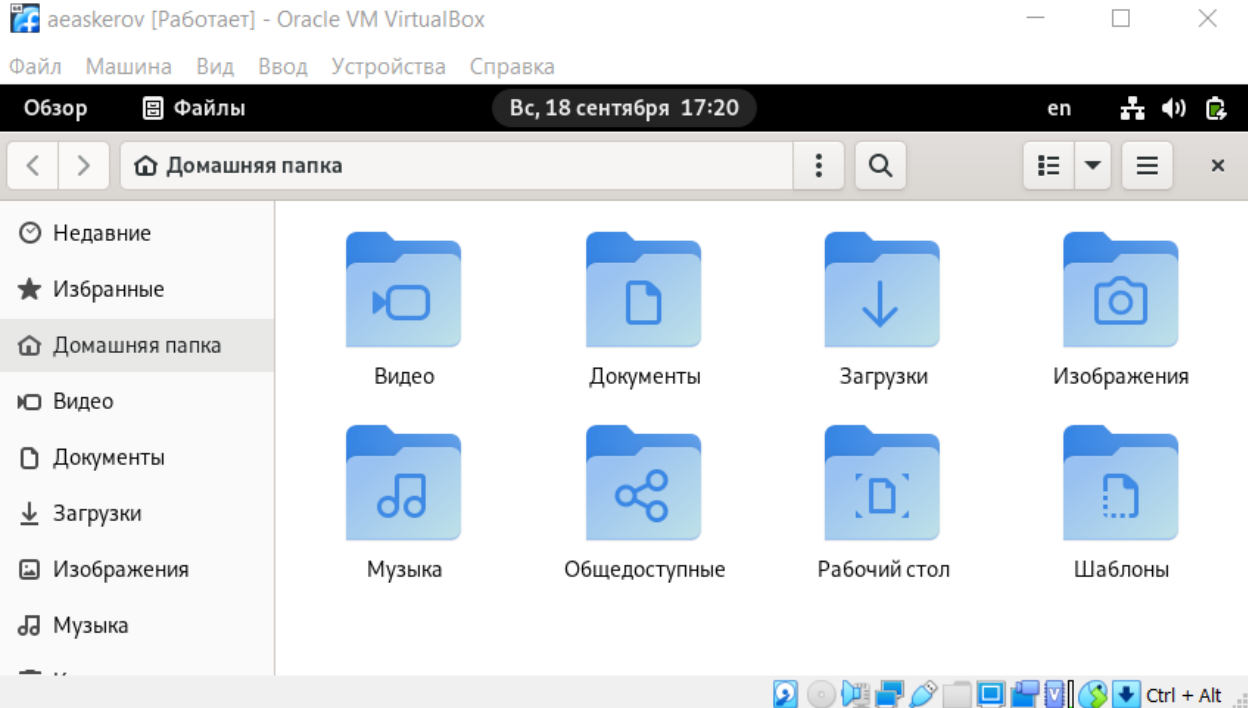 aeaskerov [Работает] - Oracle VM VirtualBox
Файл Машина Вид Ввод Устройства Справка
Обзор Файлы Вс, 18 сентября 17:20 en
Домашняя папка
Недавние
Избранные
Домашняя папка
Видео
Документы
Загрузки
Изображения
Музыка
Видео Документы Загрузки Изображения
Музыка Общедоступные Рабочий стол Шаблоны
Ctrl + Alt